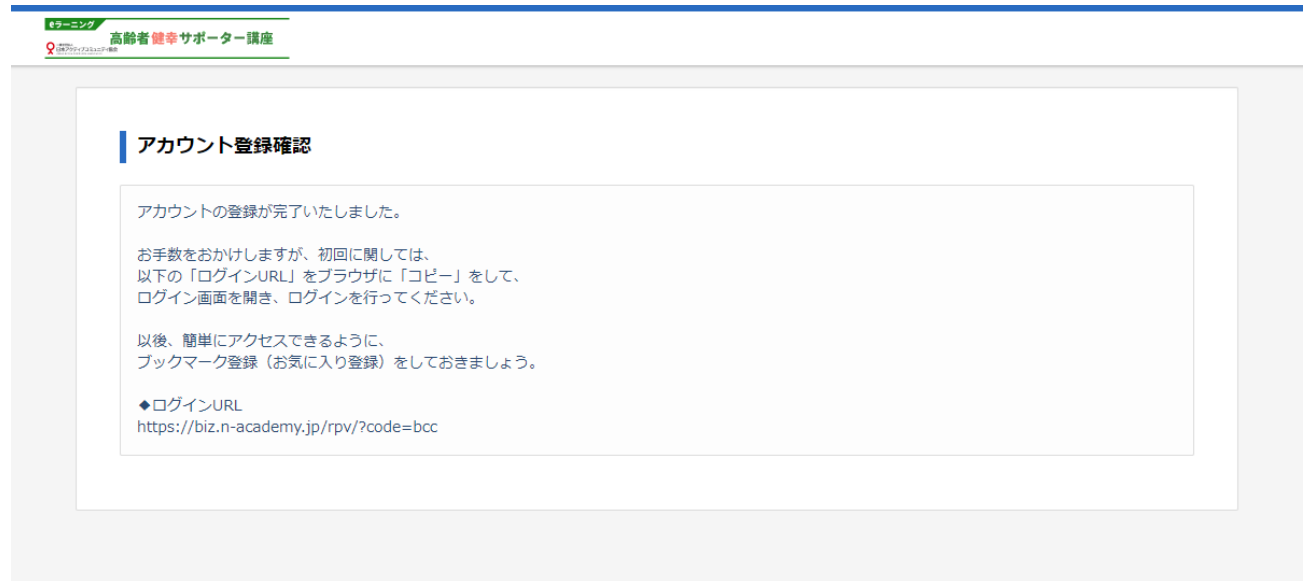 eラーニング
高齢者健幸サポーター講座
アカウント登録確認
アカウントの登録が完了いたしました。
お手数をおかけしますが、初回に関しては、
以下の「ログインURL」をブラウザに「コピー」をして、
ログイン画面を開き、ログインを行ってください。
以後、簡単にアクセスできるように、
ブックマーク登録（お気に入り登録）をしておきましょう。
◆ログインURL
https://biz.n-academy.jp/rpv/?code=bcc